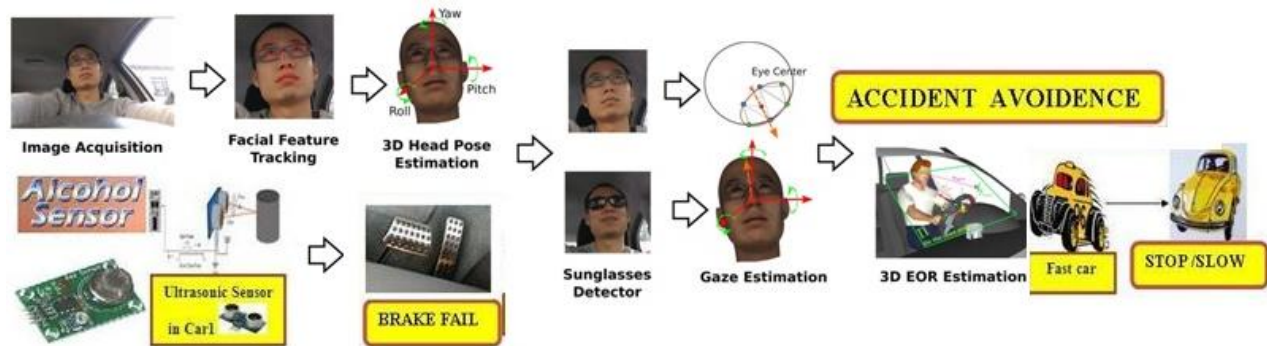 Yaw
Pitch
Roll
Image Acquisition
Facial Feature
Tracking
3D Head Pose
Estimation
Eye Center
ACCIDENT AVOIDENCE
Alcohol
Sensor
Ultrasonic Sensor
in Car1
BRAKE FAIL
Sunglasses
Detector
Gaze Estimation
3D EOR Estimation
Fast car
STOP /SLOW